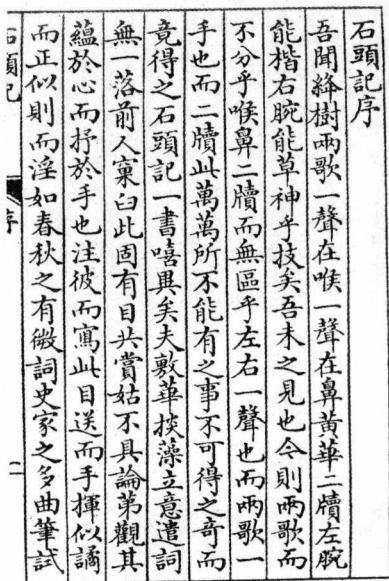 石頭記序
吾聞絳樹兩歌一聲在喉一聲在鼻黃華二牘左腕
能楷右腕能草神乎技矣吾未之見也今則兩歌而
不分乎喉鼻二牘而無區乎左右一聲也而兩歌一
手也而二牘此萬萬所不能有之事不可得之奇而
竟得之石頭記一書嘻異矣夫敷華掞藻立意遣詞
無一落前人窠臼此固有目共賞姑不具論第觀其
蘊於心而抒於手也注彼而寫此目送而手揮似譎
而正似則而淫如春秋之有微詞史家之多曲筆試
石頭記
序
一